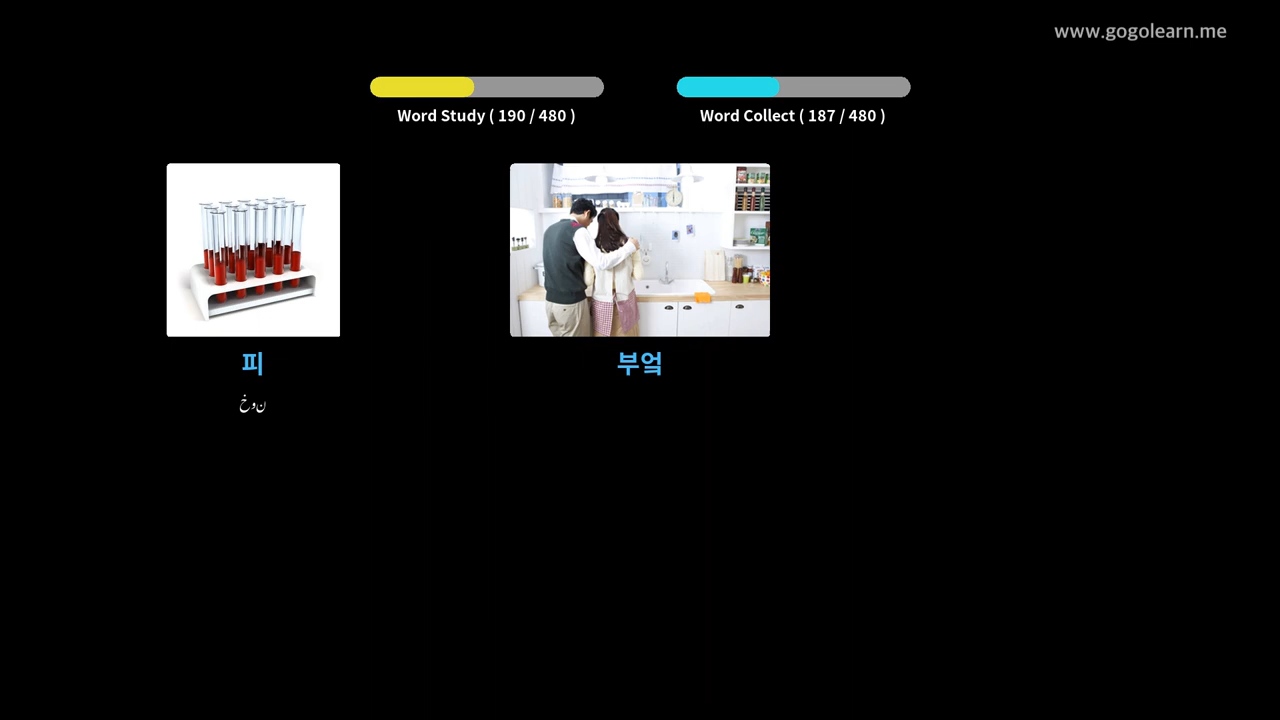 www.gogolearn.me
Word Study ( 190 / 480 )
Word Collect ( 187 / 480 )
피
부엌
خون